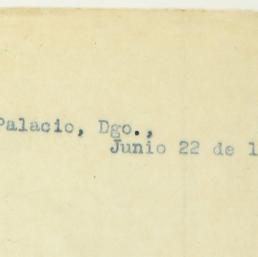 Palacio, Dgo.,
Junio 22 de 1